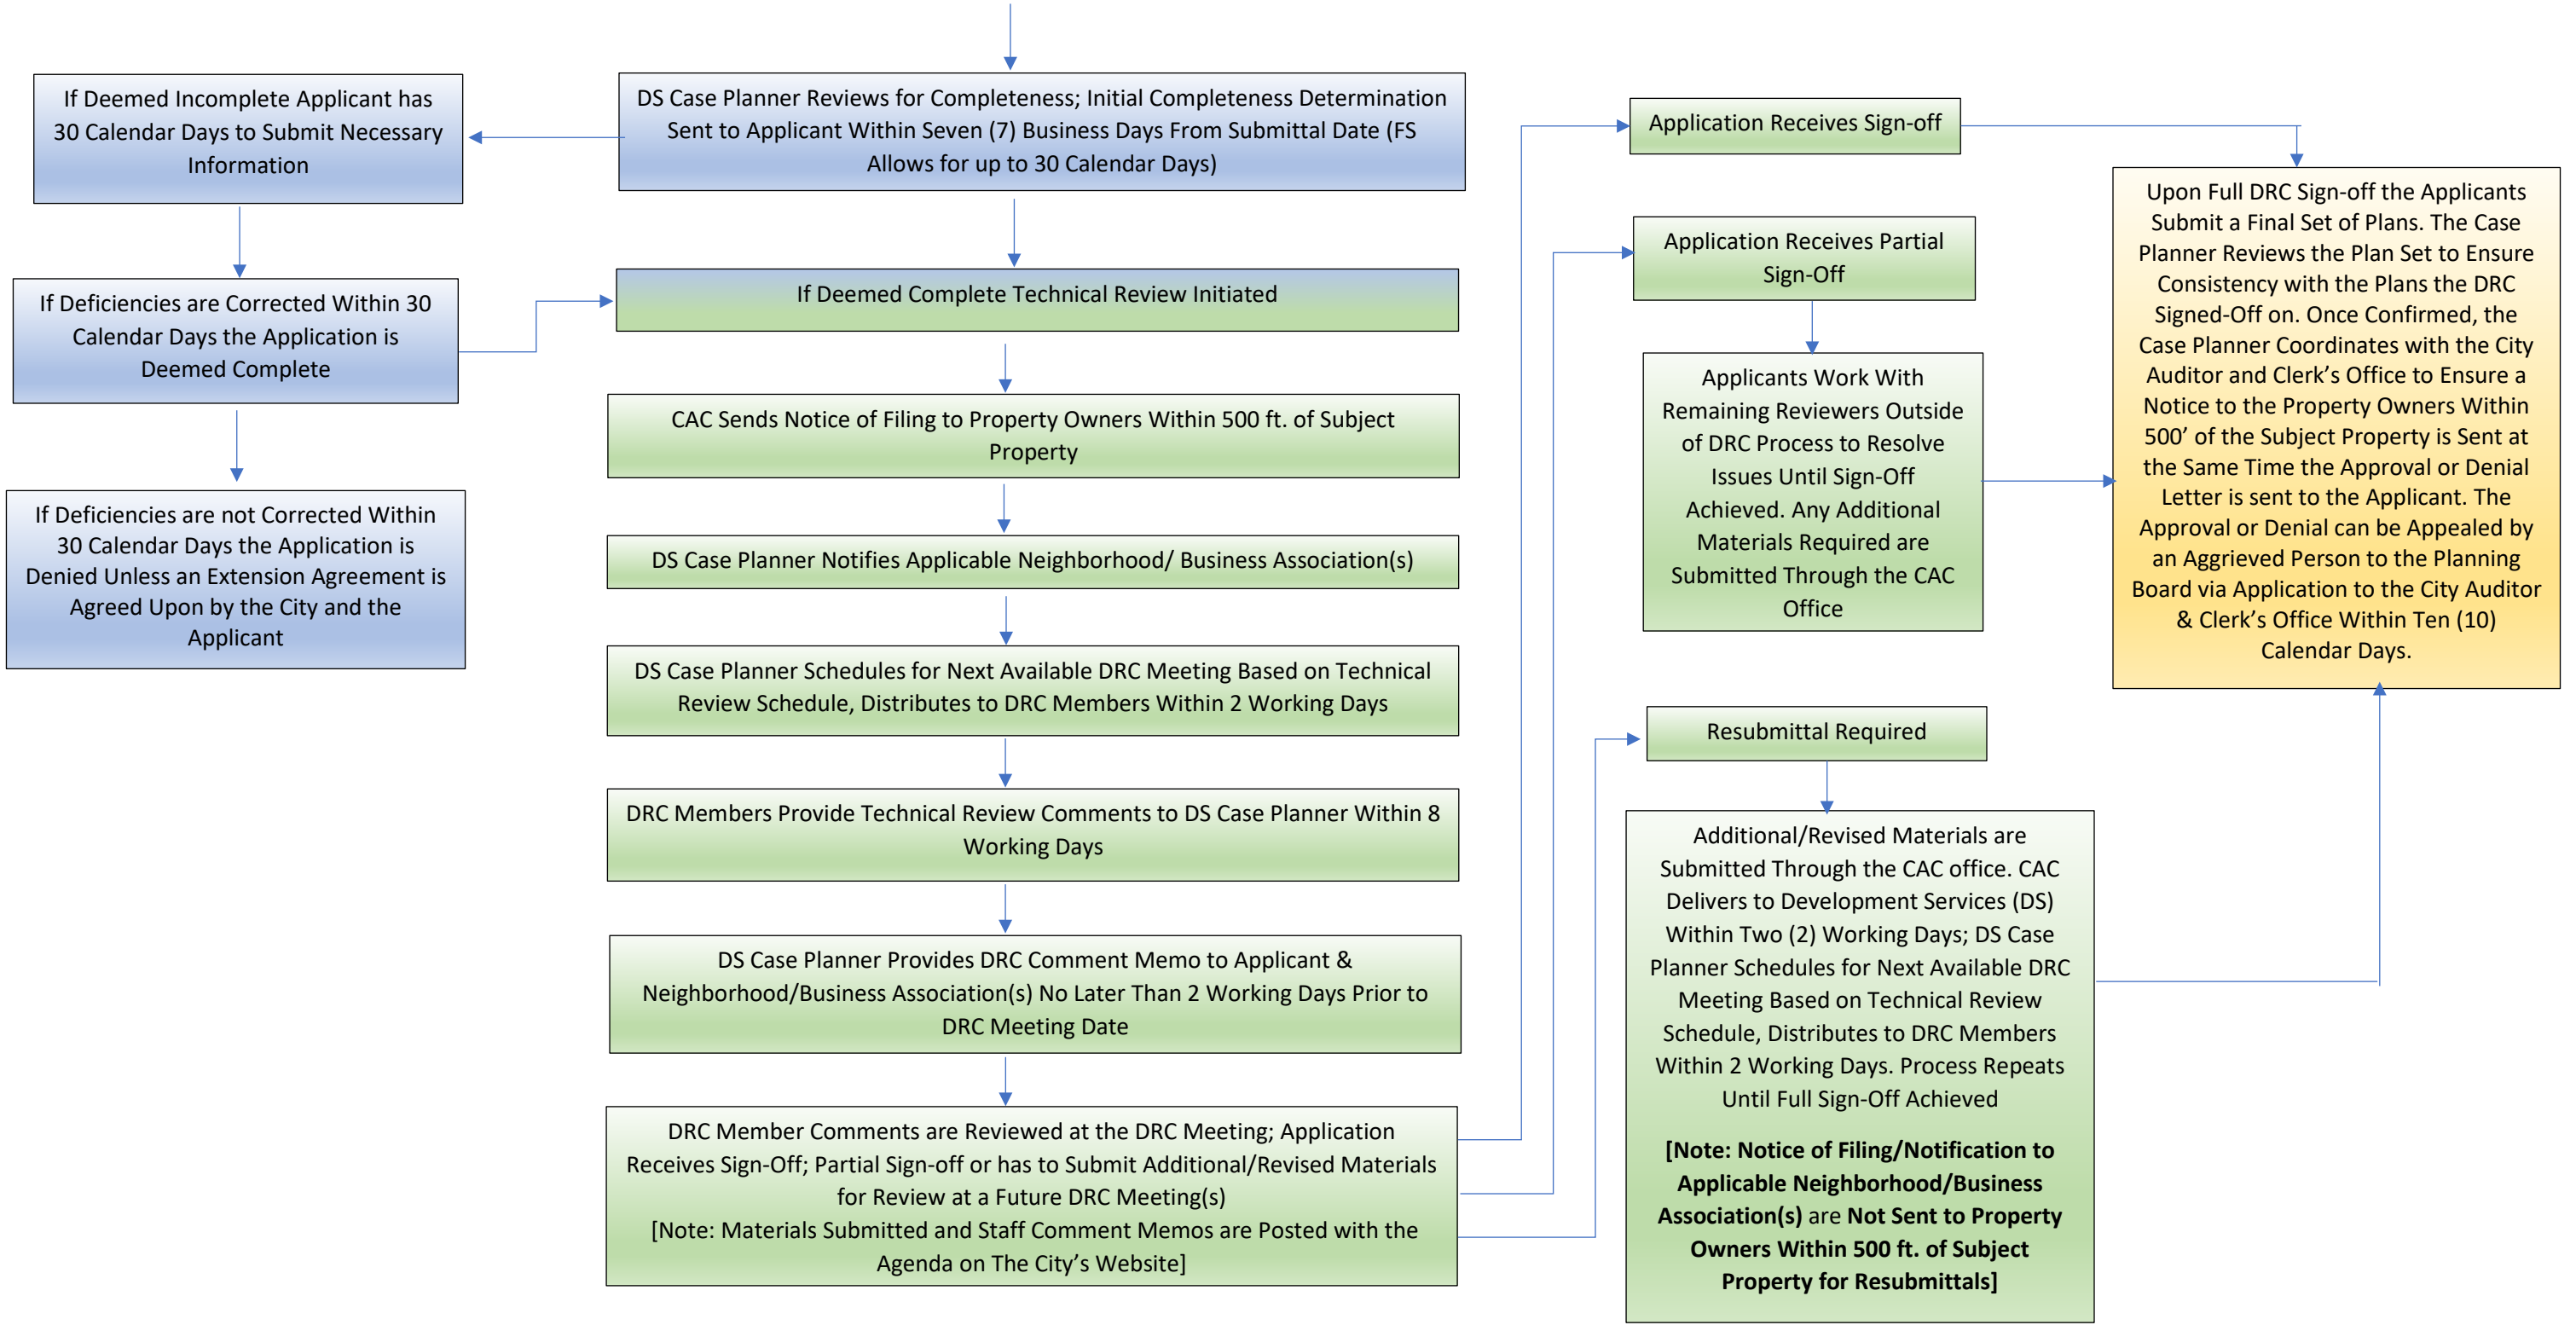 If Deemed Incomplete Applicant has
30 Calendar Days to Submit Necessary
Information
If Deficiencies are Corrected Within 30
Calendar Days the Application is
Deemed Complete
If Deficiencies are not Corrected Within
30 Calendar Days the Application is
Denied Unless an Extension Agreement is
Agreed Upon by the City and the
Applicant
DS Case Planner Reviews for Completeness; Initial Completeness Determination
Sent to Applicant Within Seven (7) Business Days From Submittal Date (FS
Allows for up to 30 Calendar Days)
If Deemed Complete Technical Review Initiated
CAC Sends Notice of Filing to Property Owners Within 500 ft. of Subject
Property
DS Case Planner Notifies Applicable Neighborhood/ Business Association(s)
DS Case Planner Schedules for Next Available DRC Meeting Based on Technical
Review Schedule, Distributes to DRC Members Within 2 Working Days
DRC Members Provide Technical Review Comments to DS Case Planner Within 8
Working Days
DS Case Planner Provides DRC Comment Memo to Applicant &
Neighborhood/Business Association(s) No Later Than 2 Working Days Prior to
DRC Meeting Date
DRC Member Comments are Reviewed at the DRC Meeting; Application
Receives Sign-Off; Partial Sign-off or has to Submit Additional/Revised Materials
for Review at a Future DRC Meeting(s)
[Note: Materials Submitted and Staff Comment Memos are Posted with the
Agenda on The City’s Website]
Application Receives Sign-off
Application Receives Partial
Sign-Off
Applicants Work With
Remaining Reviewers Outside
of DRC Process to Resolve
Issues Until Sign-Off
Achieved. Any Additional
Materials Required are
Submitted Through the CAC
Office
Resubmittal Required
Additional/Revised Materials are
Submitted Through the CAC office. CAC
Delivers to Development Services (DS)
Within Two (2) Working Days; DS Case
Planner Schedules for Next Available DRC
Meeting Based on Technical Review
Schedule, Distributes to DRC Members
Within 2 Working Days. Process Repeats
Until Full Sign-Off Achieved
[Note: Notice of Filing/Notification to
Applicable Neighborhood/Business
Association(s) are Not Sent to Property
Owners Within 500 ft. of Subject
Property for Resubmittals]
Upon Full DRC Sign-off the Applicants
Submit a Final Set of Plans. The Case
Planner Reviews the Plan Set to Ensure
Consistency with the Plans the DRC
Signed-Off on. Once Confirmed, the
Case Planner Coordinates with the City
Auditor and Clerk’s Office to Ensure a
Notice to the Property Owners Within
500’ of the Subject Property is Sent at
the Same Time the Approval or Denial
Letter is sent to the Applicant. The
Approval or Denial can be Appealed by
an Aggrieved Person to the Planning
Board via Application to the City Auditor
& Clerk’s Office Within Ten (10)
Calendar Days.